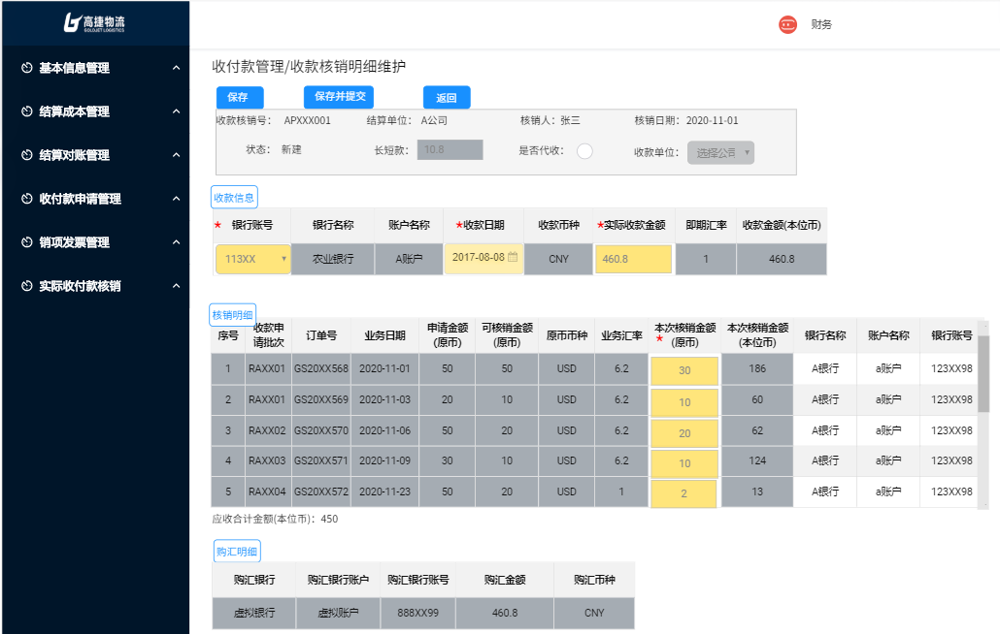 高捷物流
GOLDJET LOGISTICS
财务
基本信息管理
结算成本管理
结算对账管理
收付款申请管理
销项发票管理
实际收付款核销
收付款管理/收款核销明细维护
保存 保存并提交 返回
收款核销号： APXXX001 结算单位： A公司 核销人：张三 核销日期：2020-11-01
状态： 新建 长短款： 10.8 是否代收： 收款单位： 选择公司
收款信息
* 银行账号 银行名称 账户名称 *收款日期 收款币种 *实际收款金额 即期汇率 收款金额(本位币)
113XX 农业银行 A账户 2017-08-08 CNY 460.8 1 460.8
核销明细
序号 收款申请批次 订单号 业务日期 申请金额(原币) 可核销金额(原币) 原币币种 业务汇率 本次核销金额*(原币) 本次核销金额(本位币) 银行名称 账户名称 银行账号
1 RAXX01 GS20XX568 2020-11-01 50 50 USD 6.2 30 186 A银行 a账户 123XX98
2 RAXX01 GS20XX569 2020-11-03 20 10 USD 6.2 10 60 A银行 a账户 123XX98
3 RAXX02 GS20XX570 2020-11-06 50 20 USD 6.2 20 62 A银行 a账户 123XX98
4 RAXX03 GS20XX571 2020-11-09 30 10 USD 6.2 10 124 A银行 a账户 123XX98
5 RAXX04 GS20XX572 2020-11-23 50 20 USD 1 2 13 A银行 a账户 123XX98
应收合计金额(本位币)：450
购汇明细
购汇银行 购汇银行账户 购汇银行账号 购汇金额 购汇币种
虚拟银行 虚拟账户 888XX99 460.8 CNY